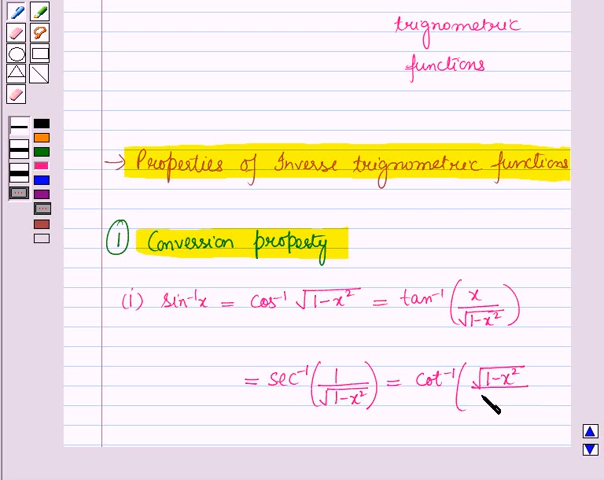 trignometric
functions
→ Properties of Inverse trignometric functions
① Conversion property
(i) sin⁻¹x = cos⁻¹ √(1-x²) = tan⁻¹ (x/√(1-x²))
= sec⁻¹ (1/√(1-x²)) = cot⁻¹ (√(1-x²)/